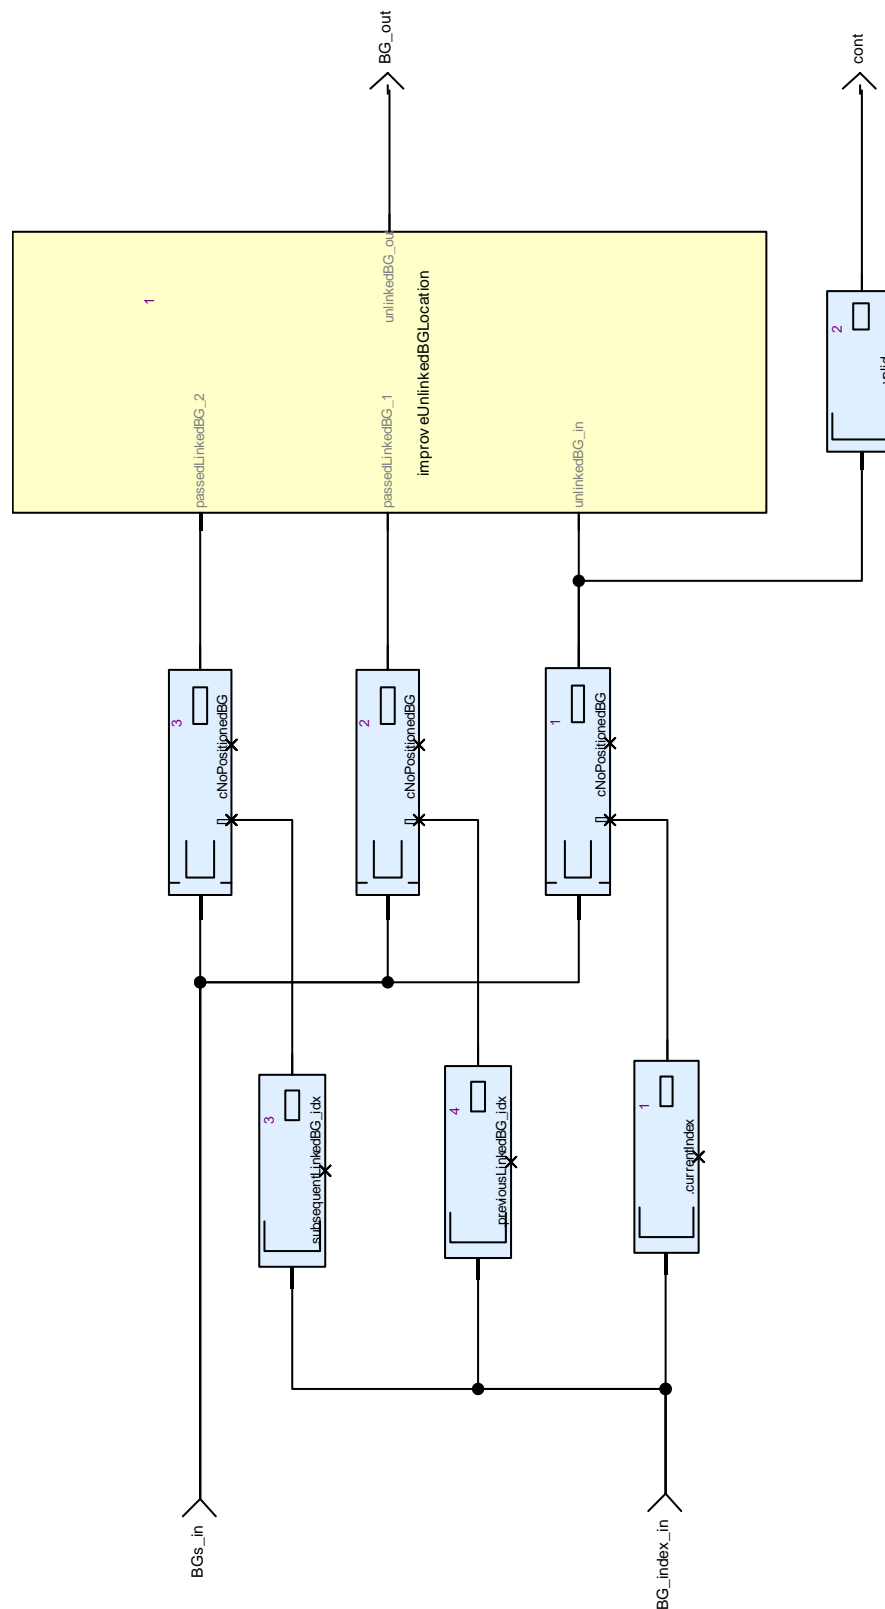 BGs_in
BG_index_in
3
.subsequentLinkedBG_idx
4
.previousLinkedBG_idx
1
.currentIndex
3
cNoPositionedBG
2
cNoPositionedBG
1
cNoPositionedBG
1
passedLinkedBG_2
passedLinkedBG_1
unlinkedBG_in
unlinkedBG_ou
improveUnlinkedBGLocation
2
BG_out
cont